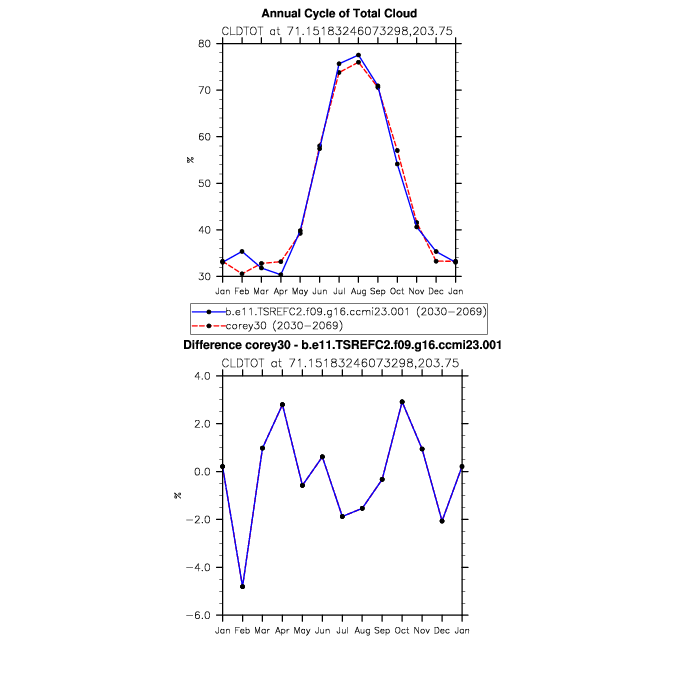 Annual Cycle of Total Cloud
CLDTOT at 71.15183246073298,203.75
80
70
60
50
40
30
%
Jan Feb Mar Apr May Jun Jul Aug Sep Oct Nov Dec Jan
b.e11.TSREFC2.f09.g16.ccmi23.001 (2030-2069)
corey30 (2030-2069)
Difference corey30 - b.e11.TSREFC2.f09.g16.ccmi23.001
CLDTOT at 71.15183246073298,203.75
4.0
2.0
0.0
-2.0
-4.0
-6.0
%
Jan Feb Mar Apr May Jun Jul Aug Sep Oct Nov Dec Jan